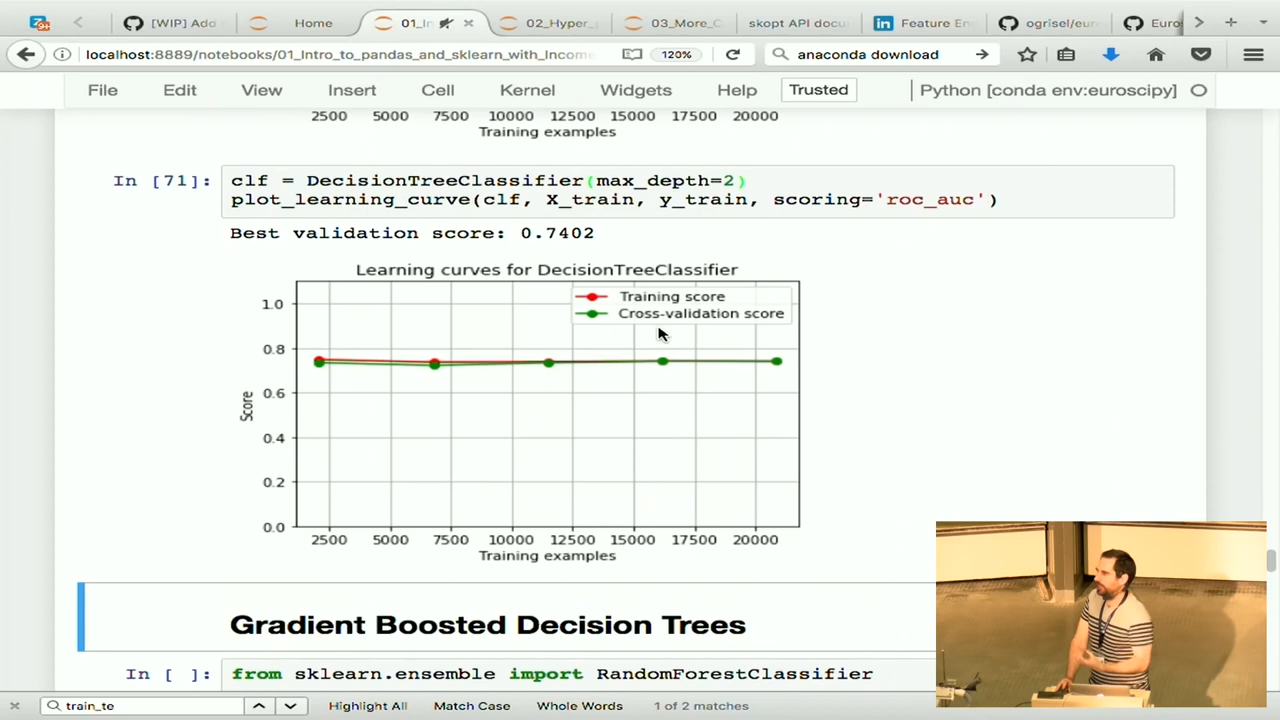 [WIP] Add
Home
01_In
02_Hyper_
03_More_C
skopt API docu
Feature En
ogrisel/eur
Euros
localhost:8889/notebooks/01_Intro_to_pandas_and_sklearn_with_Income
120%
anaconda download
File Edit View Insert Cell Kernel Widgets Help Trusted Python [conda env:euroscipy]
2500 5000 7500 10000 12500 15000 17500 20000
Training examples
In [71]: clf = DecisionTreeClassifier(max_depth=2)
plot_learning_curve(clf, X_train, y_train, scoring='roc_auc')
Best validation score: 0.7402
Learning curves for DecisionTreeClassifier
Training score
Cross-validation score
1.0
0.8
0.6
0.4
0.2
0.0
Score
2500 5000 7500 10000 12500 15000 17500 20000
Training examples
Gradient Boosted Decision Trees
In [ ]: from sklearn.ensemble import RandomForestClassifier
train_te Highlight All Match Case Whole Words 1 of 2 matches